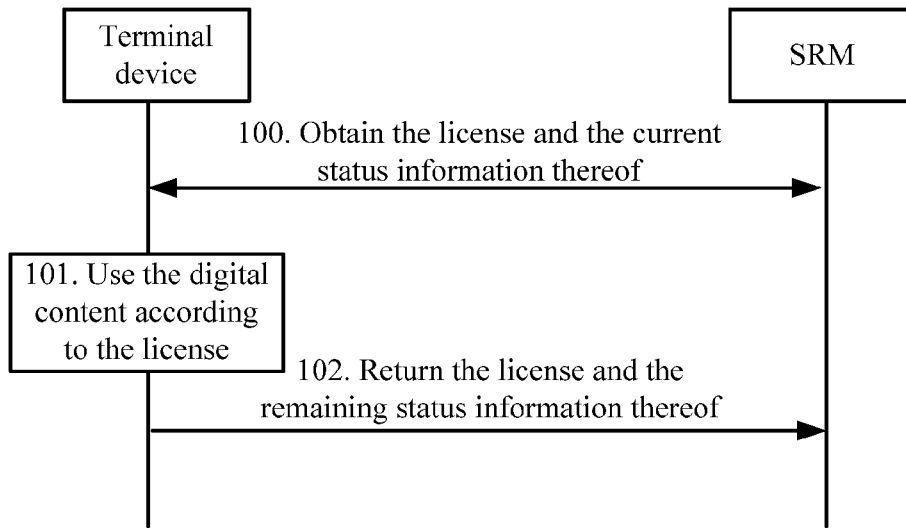 Terminal
device
SRM
100. Obtain the license and the current
status information thereof
101. Use the digital
content according
to the license
102. Return the license and the
remaining status information thereof